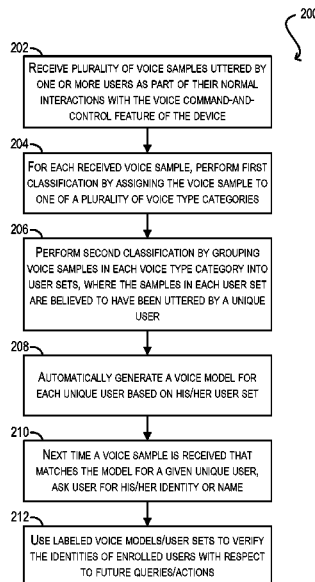 200
202
RECEIVE PLURALITY OF VOICE SAMPLES UTTERED BY
ONE OR MORE USERS AS PART OF THEIR NORMAL
INTERACTIONS WITH THE VOICE COMMAND-AND-
CONTROL FEATURE OF THE DEVICE
204
FOR EACH RECEIVED VOICE SAMPLE, PERFORM FIRST
CLASSIFICATION BY ASSIGNING THE VOICE SAMPLE TO
ONE OF A PLURALITY OF VOICE TYPE CATEGORIES
206
PERFORM SECOND CLASSIFICATION BY GROUPING
VOICE SAMPLES IN EACH VOICE TYPE CATEGORY INTO
USER SETS, WHERE THE SAMPLES IN EACH USER SET
ARE BELIEVED TO HAVE BEEN UTTERED BY A UNIQUE
USER
208
AUTOMATICALLY GENERATE A VOICE MODEL FOR
EACH UNIQUE USER BASED ON HIS/HER USER SET
210
NEXT TIME A VOICE SAMPLE IS RECEIVED THAT
MATCHES THE MODEL FOR A GIVEN UNIQUE USER,
ASK USER FOR HIS/HER IDENTITY OR NAME
212
USE LABELED VOICE MODELS/USER SETS TO VERIFY
THE IDENTITIES OF ENROLLED USERS WITH RESPECT
TO FUTURE QUERIES/ACTIONS